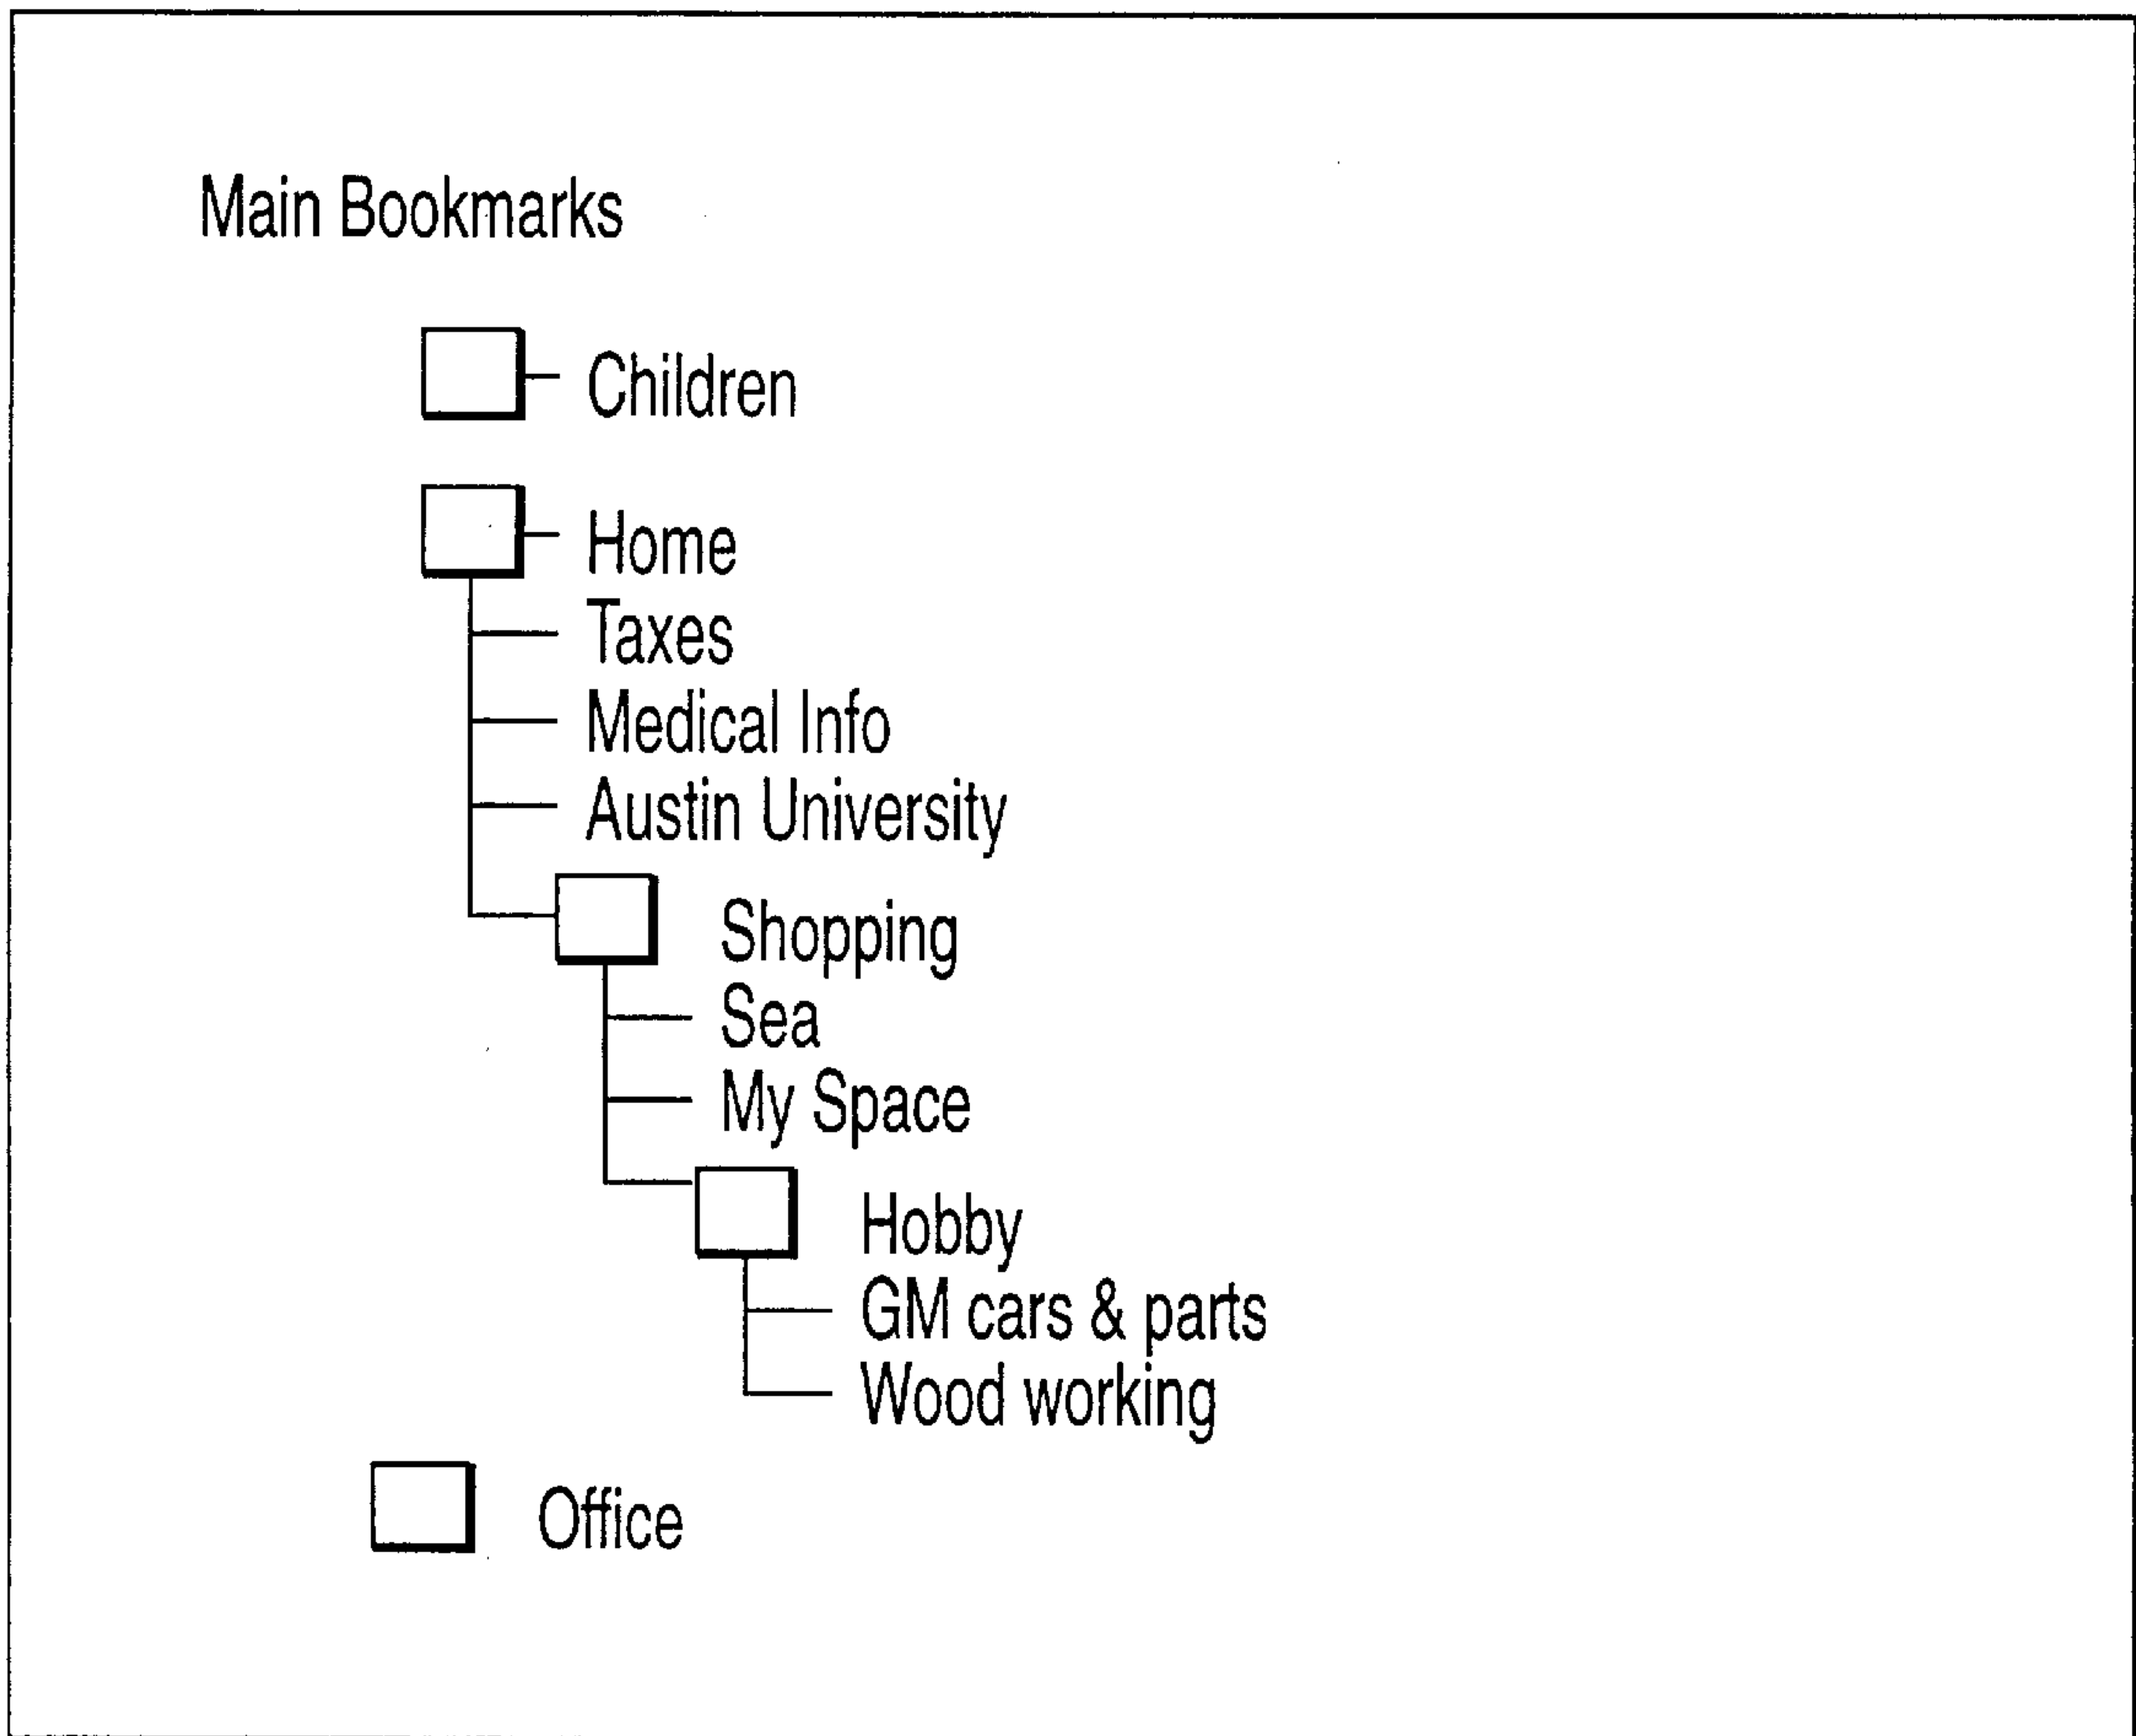 Main Bookmarks
Children
Home
Taxes
Medical Info
Austin University
Shopping
Sea
My Space
Hobby
GM cars & parts
Wood working
Office